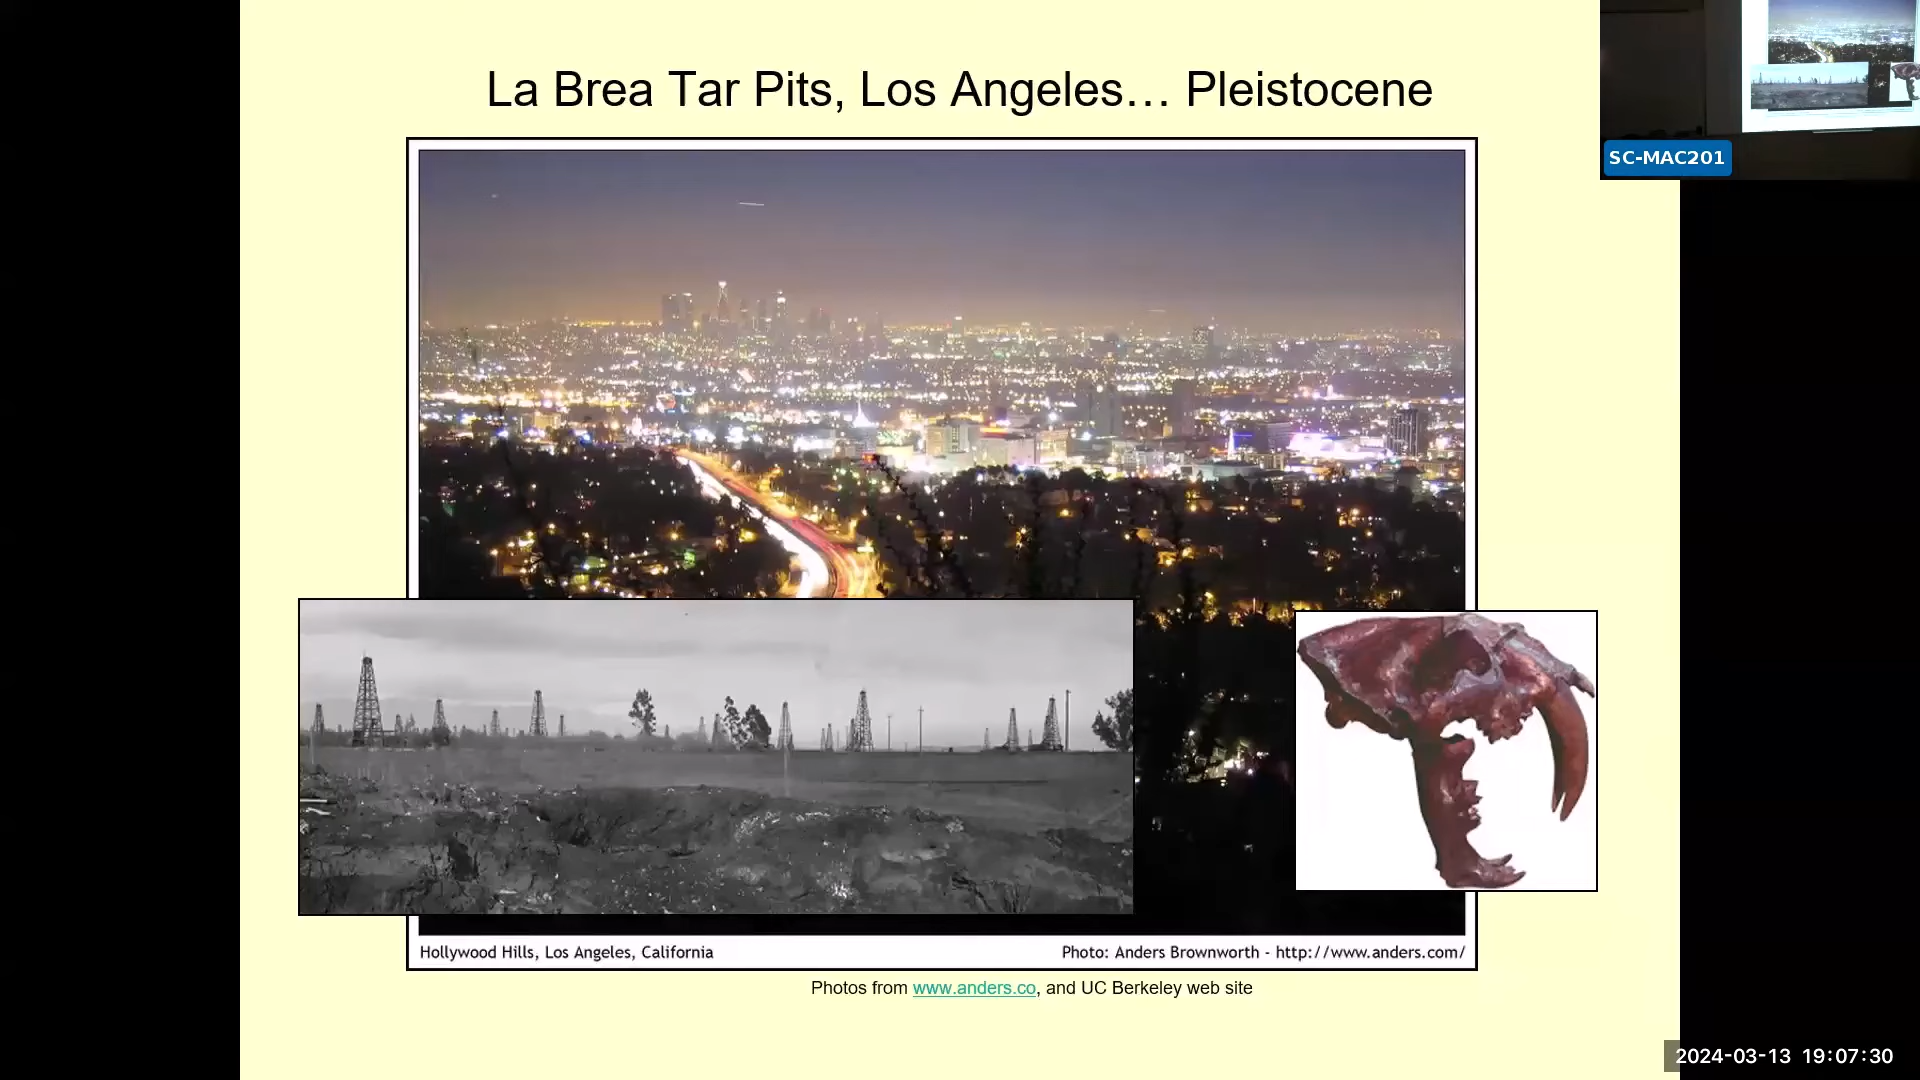 La Brea Tar Pits, Los Angeles… Pleistocene
SC-MAC201
Hollywood Hills, Los Angeles, California
Photo: Anders Brownworth - http://www.anders.com/
Photos from www.anders.co, and UC Berkeley web site
2024-03-13 19:07:30